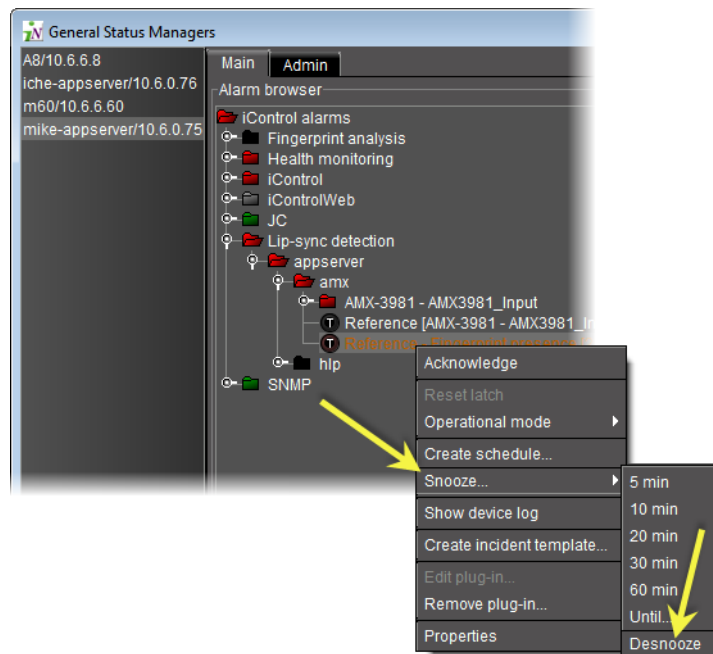 General Status Managers
A8/10.6.6.8
iche-appserver/10.6.0.76
m60/10.6.6.60
mike-appserver/10.6.0.75
Main
Admin
Alarm browser
iControl alarms
Fingerprint analysis
Health monitoring
iControl
iControlWeb
JC
Lip-sync detection
appserver
amx
AMX-3981 - AMX3981_Input
T Reference [AMX-3981 - AMX3981_In
T Reference - Fingerprint presence
hlp
SNMP
Acknowledge
Reset latch
Operational mode
Create schedule...
Snooze...
Show device log
Create incident template...
Edit plug-in...
Remove plug-in...
Properties
5 min
10 min
20 min
30 min
60 min
Until...
Desnooze